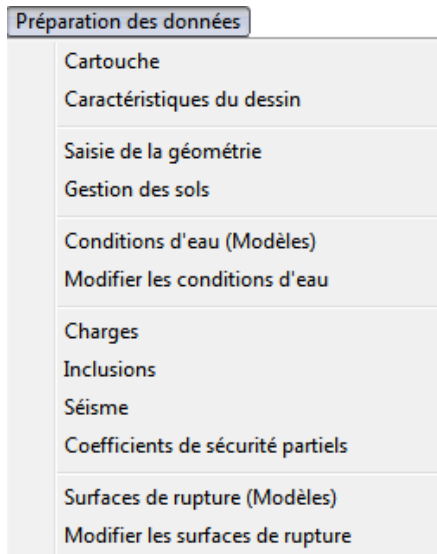 Préparation des données
Cartouche
Caractéristiques du dessin
Saisie de la géométrie
Gestion des sols
Conditions d'eau (Modèles)
Modifier les conditions d'eau
Charges
Inclusions
Séisme
Coefficients de sécurité partiels
Surfaces de rupture (Modèles)
Modifier les surfaces de rupture